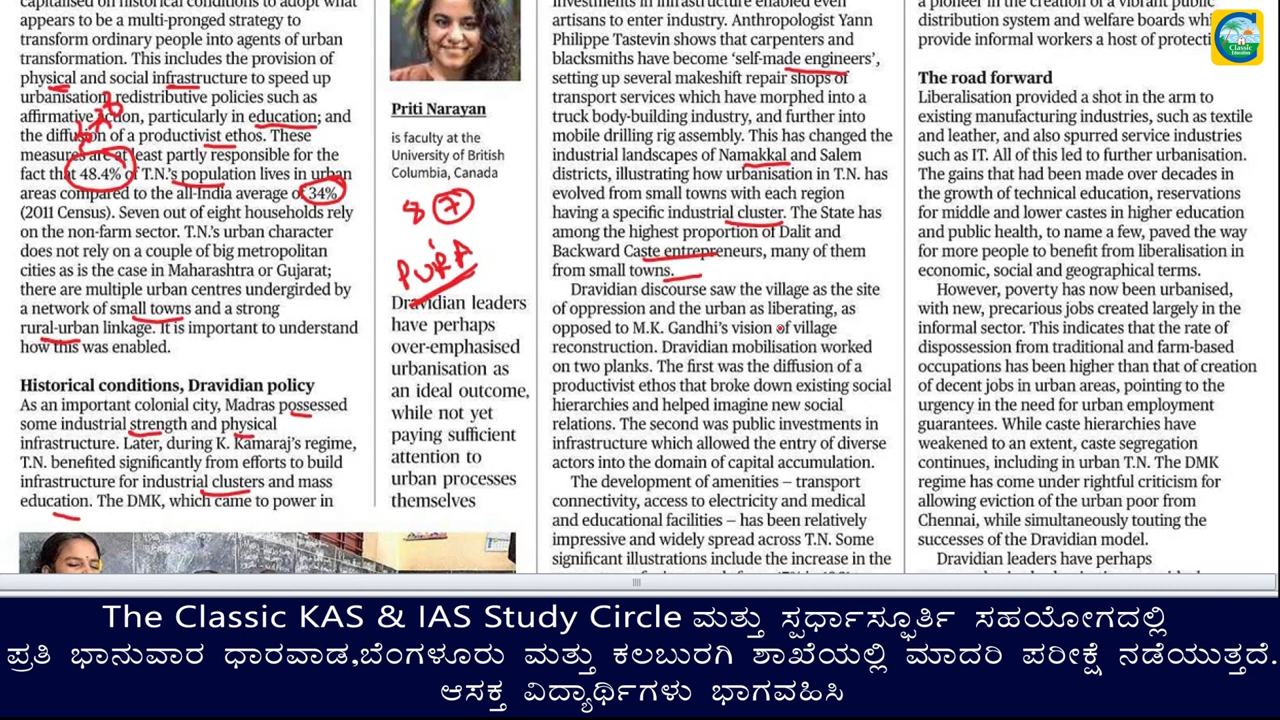 capitalised on historical conditions to adopt what
appears to be a multi-pronged strategy to
transform ordinary people into agents of urban
transformation. This includes the provision of
physical and social infrastructure to speed up
urbanisation, redistributive policies such as
affirmative action, particularly in education; and
the diffusion of a productivist ethos. These
measures are at least partly responsible for the
fact that 48.4% of T.N.’s population lives in urban
areas compared to the all-India average of 34%
(2011 Census). Seven out of eight households rely
on the non-farm sector. T.N.’s urban character
does not rely on a couple of big metropolitan
cities as is the case in Maharashtra or Gujarat;
there are multiple urban centres undergirded by
a network of small towns and a strong
rural-urban linkage. It is important to understand
how this was enabled.
Historical conditions, Dravidian policy
As an important colonial city, Madras possessed
some industrial strength and physical
infrastructure. Later, during K. Kamaraj’s regime,
T.N. benefited significantly from efforts to build
infrastructure for industrial clusters and mass
education. The DMK, which came to power in
Priti Narayan
is faculty at the
University of British
Columbia, Canada
8 7
PURA
Dravidian leaders
have perhaps
over-emphasised
urbanisation as
an ideal outcome,
while not yet
paying sufficient
attention to
urban processes
themselves
investments in infrastructure enabled even
artisans to enter industry. Anthropologist Yann
Philippe Tastevin shows that carpenters and
blacksmiths have become ‘self-made engineers’,
setting up several makeshift repair shops of
transport services which have morphed into a
truck body-building industry, and further into
mobile drilling rig assembly. This has changed the
industrial landscapes of Namakkal and Salem
districts, illustrating how urbanisation in T.N. has
evolved from small towns with each region
having a specific industrial cluster. The State has
among the highest proportion of Dalit and
Backward Caste entrepreneurs, many of them
from small towns.
Dravidian discourse saw the village as the site
of oppression and the urban as liberating, as
opposed to M.K. Gandhi’s vision of village
reconstruction. Dravidian mobilisation worked
on two planks. The first was the diffusion of a
productivist ethos that broke down existing social
hierarchies and helped imagine new social
relations. The second was public investments in
infrastructure which allowed the entry of diverse
actors into the domain of capital accumulation.
The development of amenities – transport
connectivity, access to electricity and medical
and educational facilities – has been relatively
impressive and widely spread across T.N. Some
significant illustrations include the increase in the
a pioneer in the creation of a vibrant public
distribution system and welfare boards
provide informal workers a host of
The road forward
Liberalisation provided a shot in the arm to
existing manufacturing industries, such as textile
and leather, and also spurred service industries
such as IT. All of this led to further urbanisation.
The gains that had been made over decades in
the growth of technical education, reservations
for middle and lower castes in higher education
and public health, to name a few, paved the way
for more people to benefit from liberalisation in
economic, social and geographical terms.
However, poverty has now been urbanised,
with new, precarious jobs created largely in the
informal sector. This indicates that the rate of
dispossession from traditional and farm-based
occupations has been higher than that of creation
of decent jobs in urban areas, pointing to the
urgency in the need for urban employment
guarantees. While caste hierarchies have
weakened to an extent, caste segregation
continues, including in urban T.N. The DMK
regime has come under rightful criticism for
allowing eviction of the urban poor from
Chennai, while simultaneously touting the
successes of the Dravidian model.
Dravidian leaders have perhaps
Classic
Education
The Classic KAS & IAS Study Circle ಮತ್ತು ಸ್ಪರ್ಧಾಸ್ಫೂರ್ತಿ ಸಹಯೋಗದಲ್ಲಿ
ಪ್ರತಿ ಭಾನುವಾರ ಧಾರವಾಡ,ಬೆಂಗಳೂರು ಮತ್ತು ಕಲಬುರಗಿ ಶಾಖೆಯಲ್ಲಿ ಮಾದರಿ ಪರೀಕ್ಷೆ ನಡೆಯುತ್ತದೆ.
ಆಸಕ್ತ ವಿದ್ಯಾರ್ಥಿಗಳು ಭಾಗವಹಿಸಿ